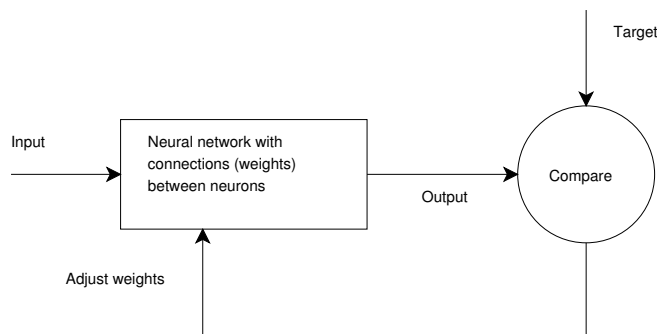 Target
Input
Neural network with
connections (weights)
between neurons
Compare
Output
Adjust weights